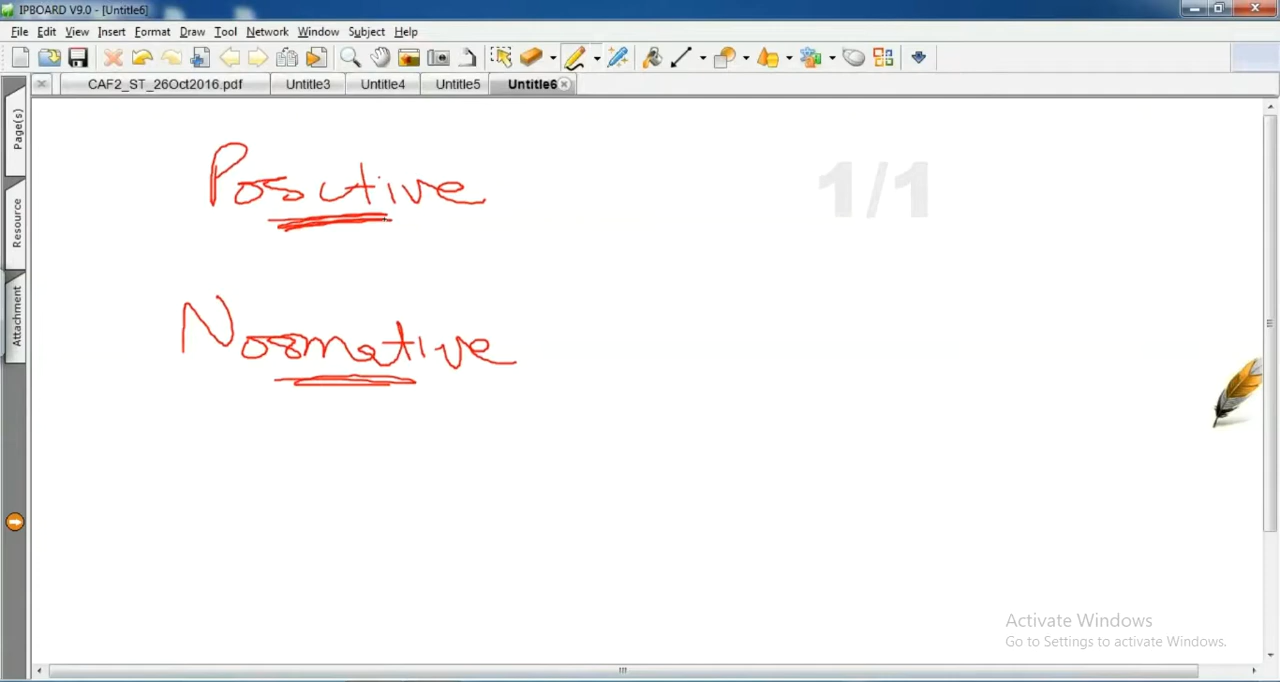 IPBOARD V9.0 - [Untitle6]
File Edit View Insert Format Draw Tool Network Window Subject Help
CAF2_ST_26Oct2016.pdf Untitle3 Untitle4 Untitle5 Untitle6
Page(s)
Resource
Attachment
1/1
Positive
Normative
Activate Windows
Go to Settings to activate Windows.